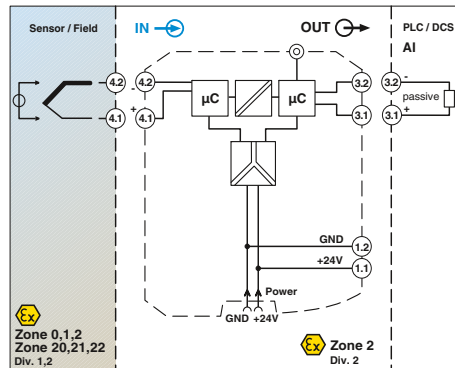 Sensor / Field
IN
OUT
PLC / DCS
AI
4.2
4.2
-
µC
µC
3.2
3.2
-
passive
4.1
+
4.1
3.1
3.1
+
GND
1.2
+24V
1.1
Power
GND +24V
Ex
Zone 0,1,2
Zone 20,21,22
Div. 1,2
Ex
Zone 2
Div. 2